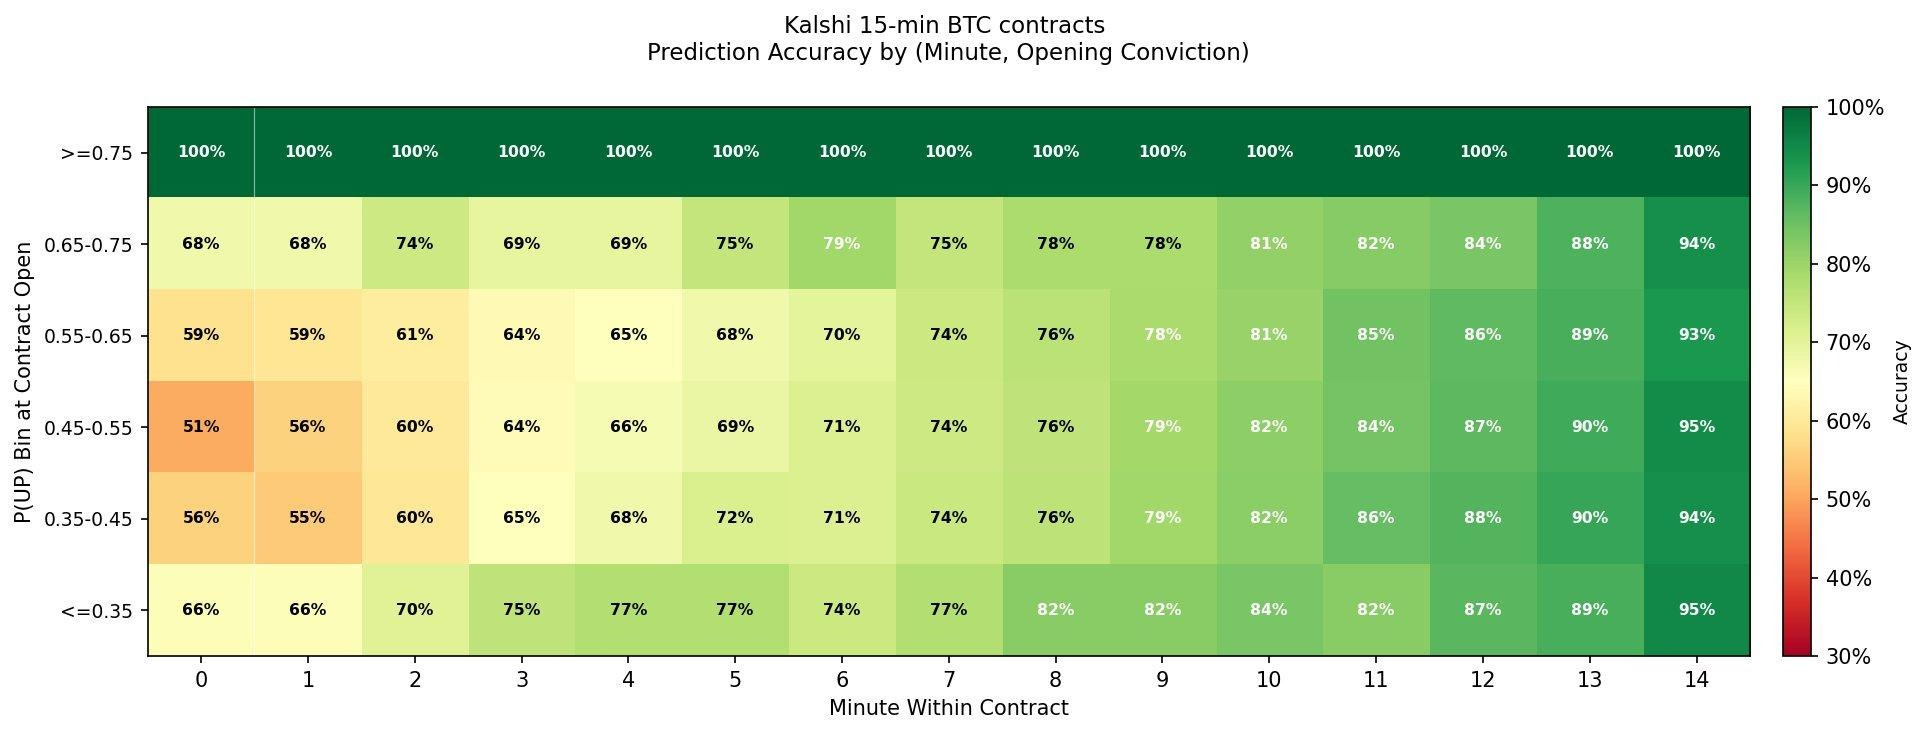 Kalshi 15-min BTC contracts
Prediction Accuracy by (Minute, Opening Conviction)
P(UP) Bin at Contract Open
>=0.75 100% 100% 100% 100% 100% 100% 100% 100% 100% 100% 100% 100% 100% 100% 100%
0.65-0.75 68% 68% 74% 69% 69% 75% 79% 75% 78% 78% 81% 82% 84% 88% 94%
0.55-0.65 59% 59% 61% 64% 65% 68% 70% 74% 76% 78% 81% 85% 86% 89% 93%
0.45-0.55 51% 56% 60% 64% 66% 69% 71% 74% 76% 79% 82% 84% 87% 90% 95%
0.35-0.45 56% 55% 60% 65% 68% 72% 71% 74% 76% 79% 82% 86% 88% 90% 94%
<=0.35 66% 66% 70% 75% 77% 77% 74% 77% 82% 82% 84% 82% 87% 89% 95%
0 1 2 3 4 5 6 7 8 9 10 11 12 13 14
Minute Within Contract
100%
90%
80%
70%
60%
50%
40%
30%
Accuracy